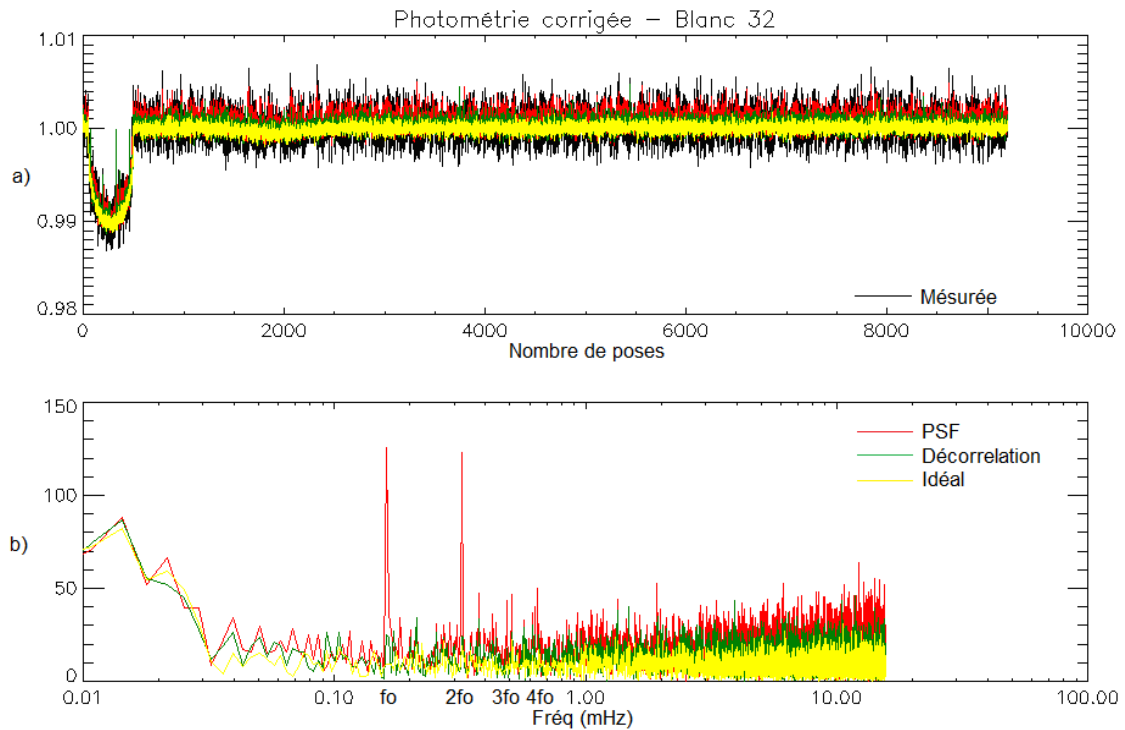 Photométrie corrigée – Blanc 32
1.01
1.00
a)
0.99
0.98
Mésurée
0 2000 4000 6000 8000 10000
Nombre de poses
150
PSF
Décorrelation
Idéal
100
b)
50
0
0.01 0.10 fo 2fo 3fo 4fo 1.00 10.00 100.00
Fréq (mHz)